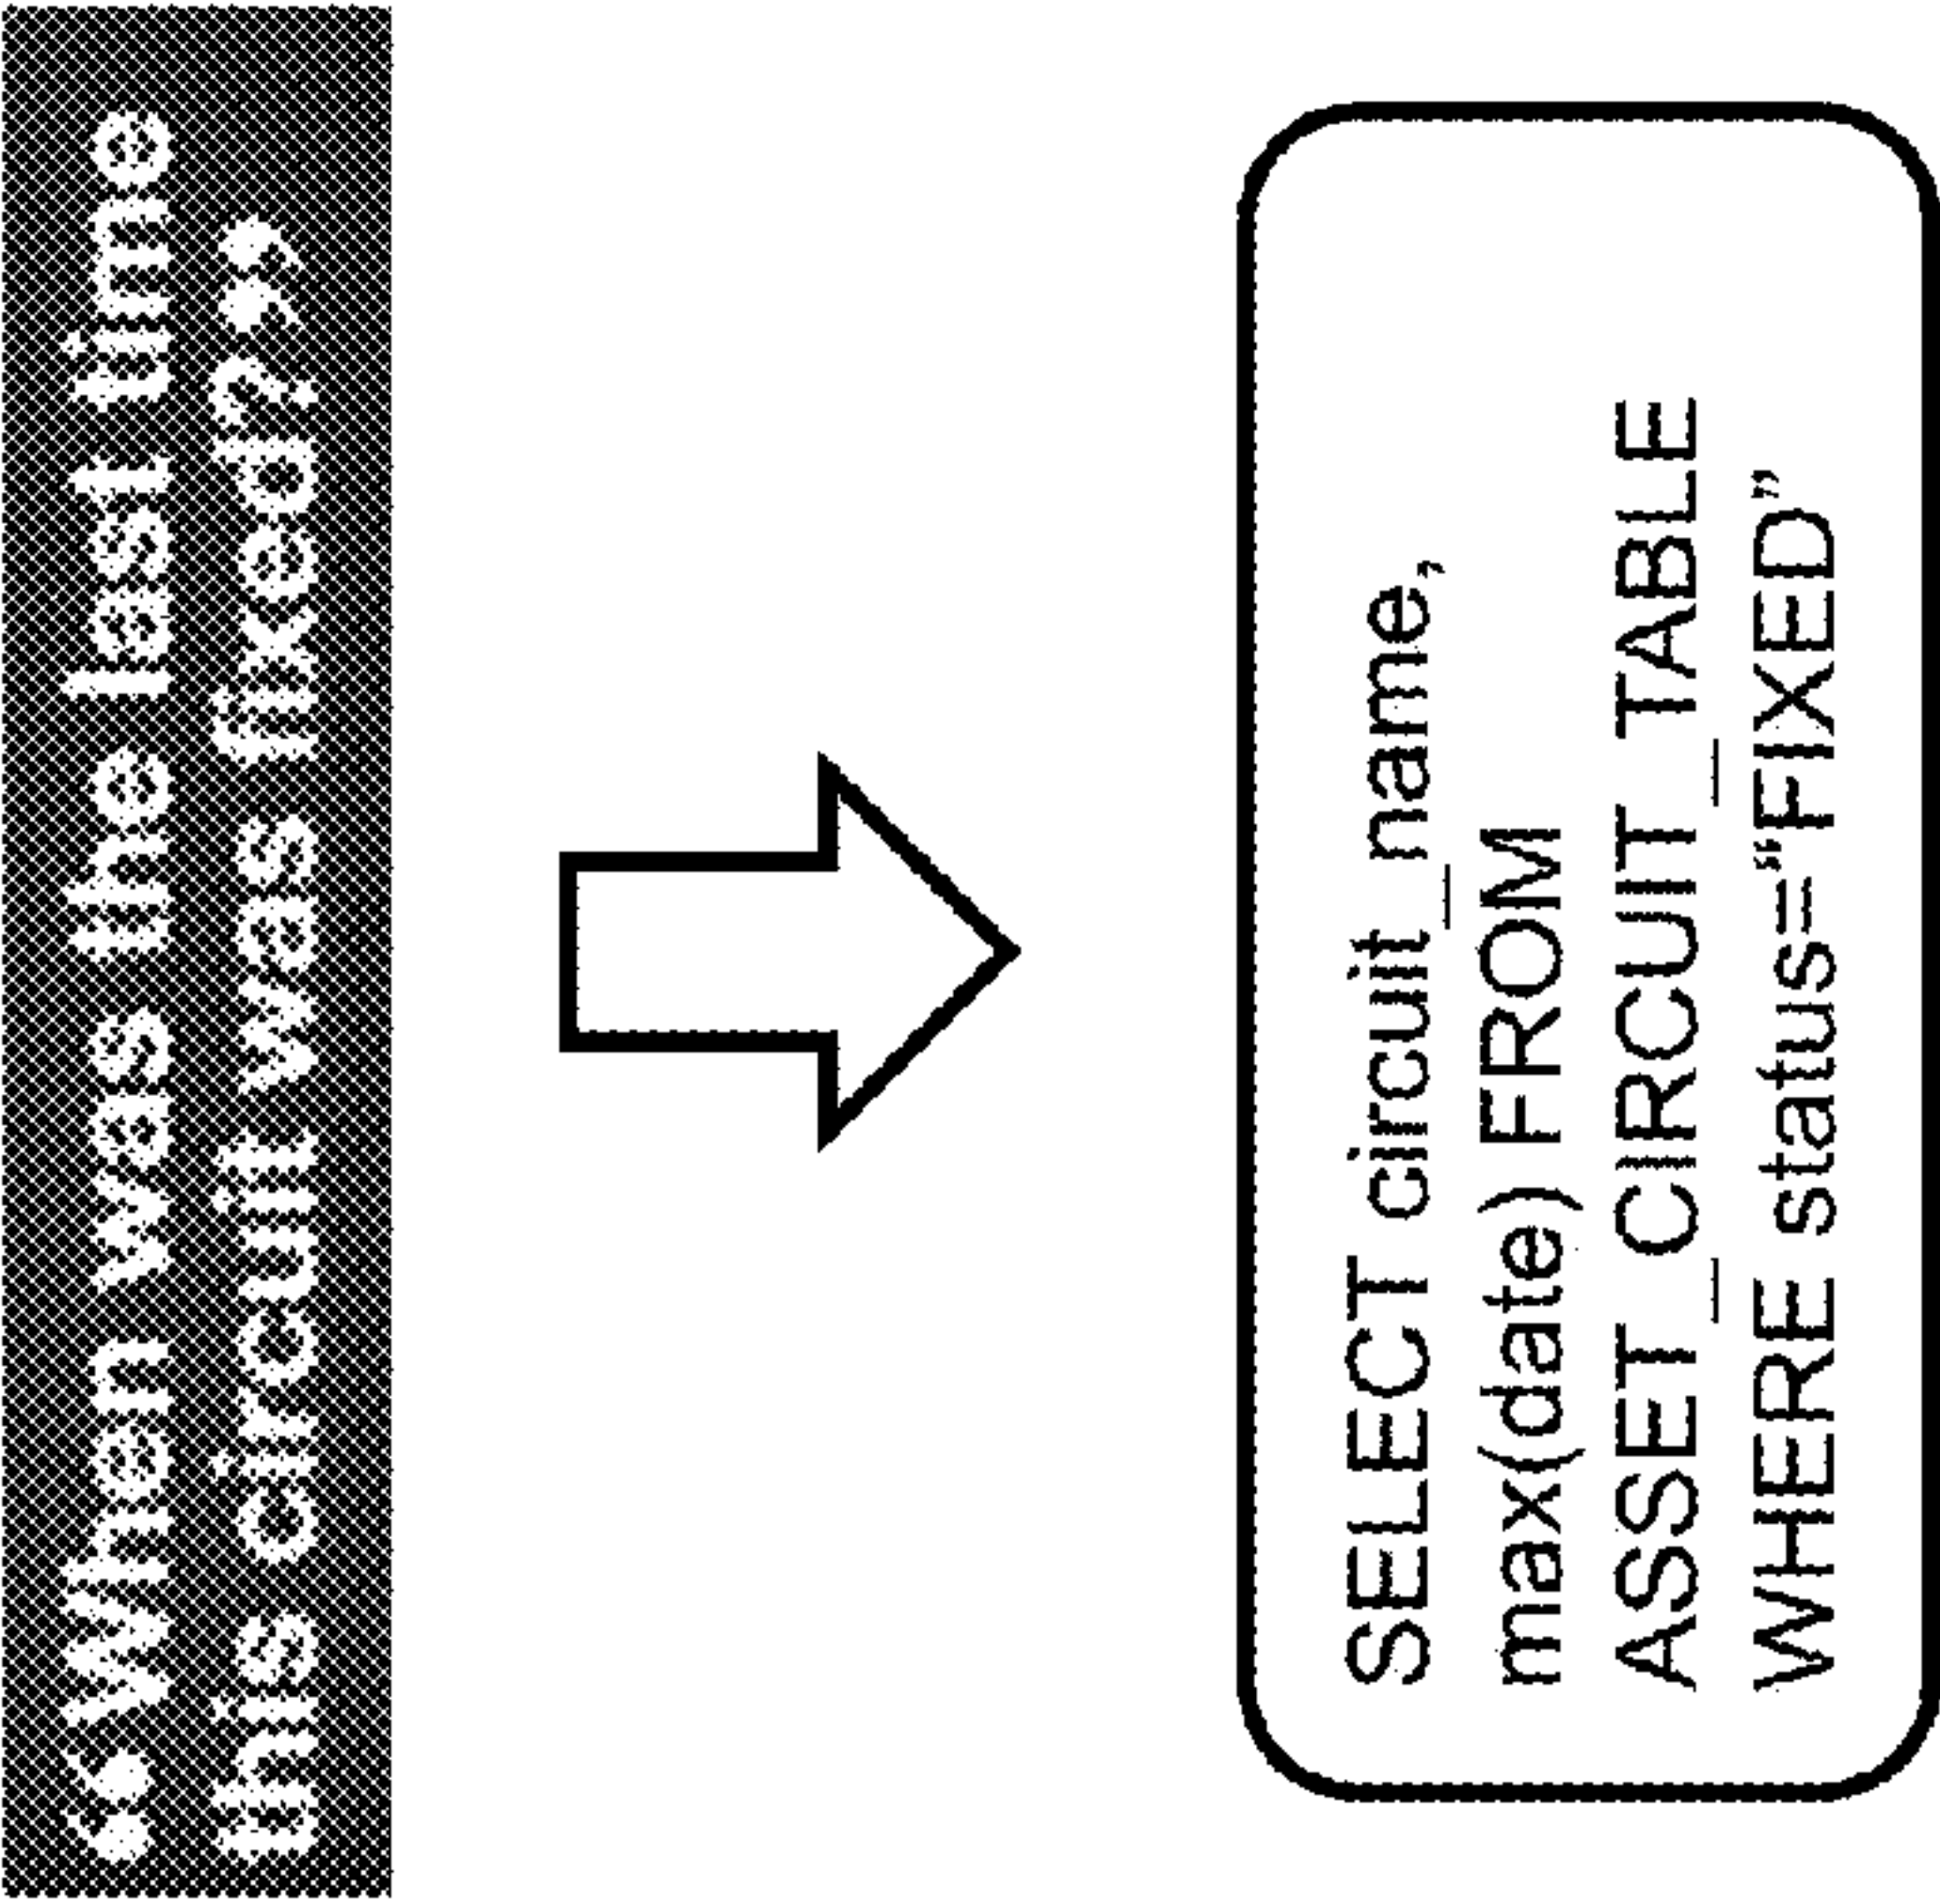 “When was the last time
this circuit was fixed?”
SELECT circuit_name,
max(date) FROM
ASSET_CIRCUIT_TABLE
WHERE status=“FIXED”